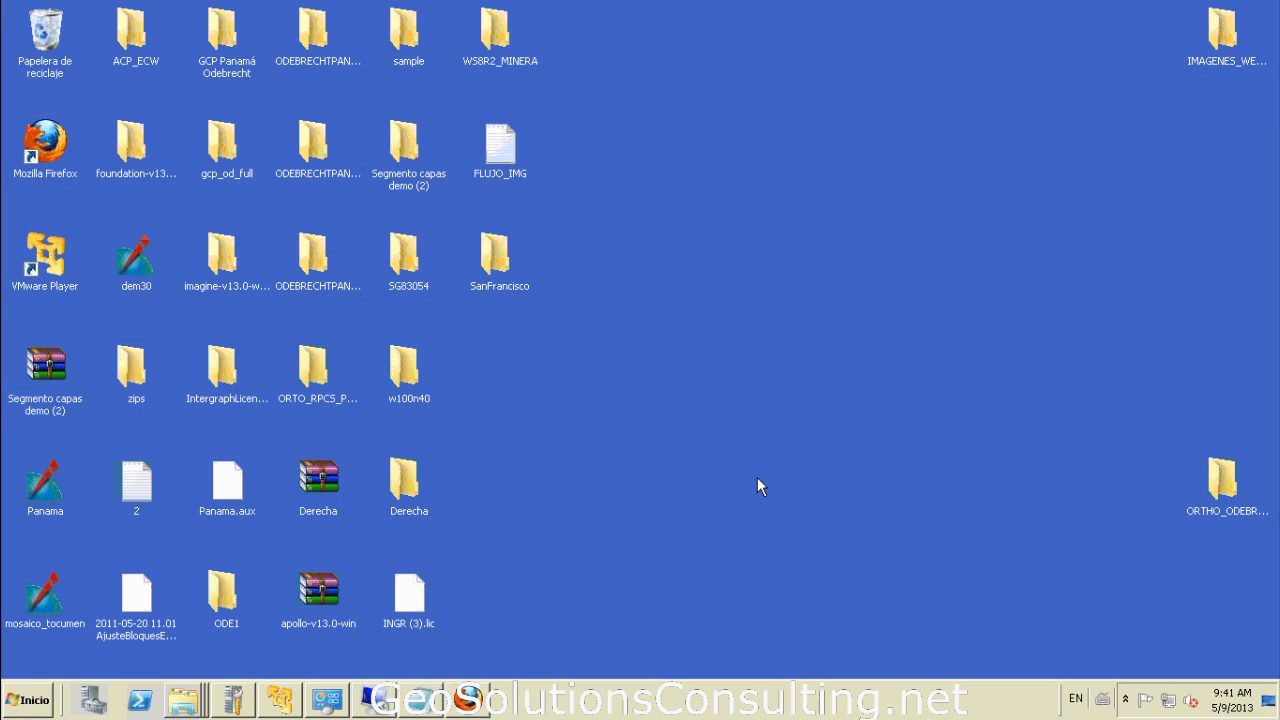 Papelera de
reciclaje
ACP_ECW
GCP Panamá
Odebrecht
ODEBRECHTPAN...
sample
WS8R2_MINERA
IMAGENES_WE...
Mozilla Firefox
foundation-v13...
gcp_od_full
ODEBRECHTPAN...
Segmento capas
demo (2)
FLUJO_IMG
VMware Player
dem30
imagine-v13.0-w...
ODEBRECHTPAN...
SG83054
SanFrancisco
Segmento capas
demo (2)
zips
IntergraphLicen...
ORTO_RPCS_P...
w100n40
Panama
2
Panama.aux
Derecha
Derecha
ORTHO_ODEBR...
mosaico_tocumen
2011-05-20 11.01
AjusteBloquesE...
ODE1
apollo-v13.0-win
INGR (3).lic
Inicio
GeoSolutionsConsulting.net
EN
9:41 AM
5/9/2013